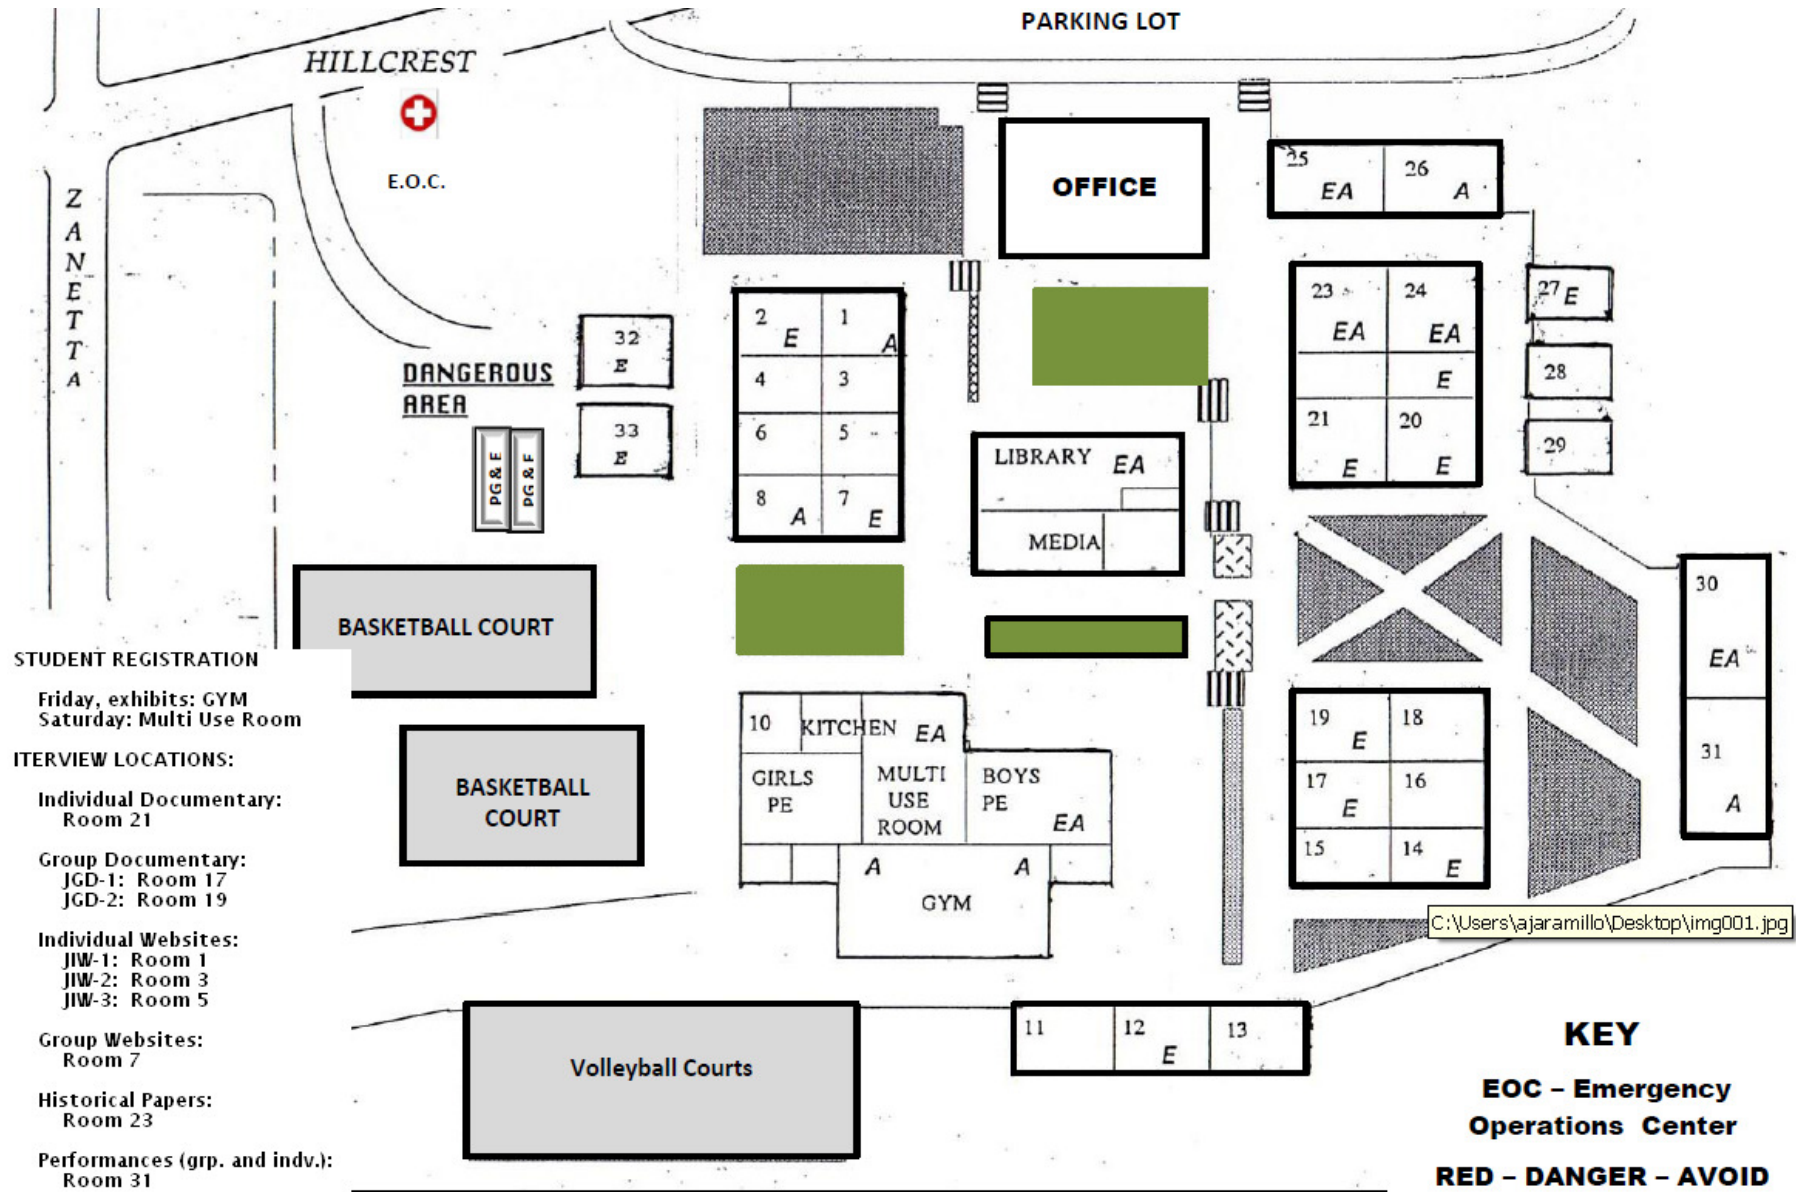 PARKING LOT
HILLCREST
E.O.C.
ZANETA
OFFICE
25
EA
26
A
32
E
DANGEROUS
AREA
33
E
PG & E
PG & F
2
E
1
A
4
3
6
5
8
A
7
E
23
EA
24
EA
E
21
E
20
E
27 E
28
29
LIBRARY EA
MEDIA
BASKETBALL COURT
BASKETBALL
COURT
30
EA
31
A
10
KITCHEN
EA
GIRLS
PE
MULTI
USE
ROOM
BOYS
PE
EA
A
A
GYM
19
E
18
17
E
16
15
14
E
C:\Users\ajaramillo\Desktop\img001.jpg
Volleyball Courts
11
12
E
13
STUDENT REGISTRATION
Friday, exhibits: GYM
Saturday: Multi Use Room
ITERVIEW LOCATIONS:
Individual Documentary:
Room 21
Group Documentary:
JGD-1: Room 17
JGD-2: Room 19
Individual Websites:
JIW-1: Room 1
JIW-2: Room 3
JIW-3: Room 5
Group Websites:
Room 7
Historical Papers:
Room 23
Performances (grp. and indv.):
Room 31
KEY
EOC – Emergency
Operations Center
RED – DANGER – AVOID